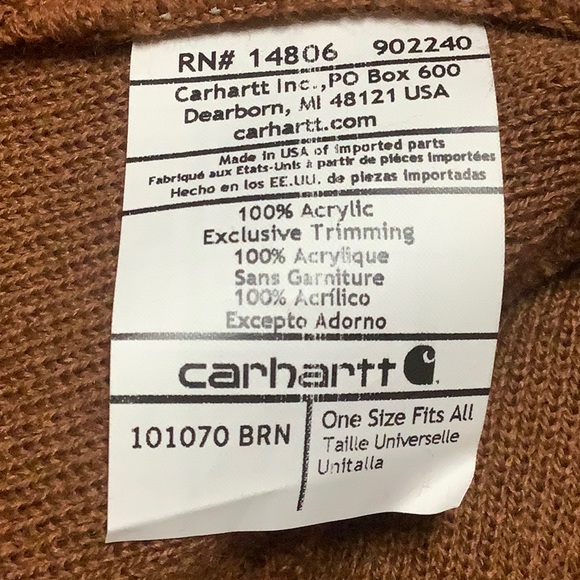 RN# 14806 902240
Carhartt Inc.,PO Box 600
Dearborn, MI 48121 USA
carhartt.com
Made in USA of imported parts
Fabriqué aux Etats-Unis à partir de piéces importées
Hecho en los EE.UU. de piezas importadas
100% Acrylic
Exclusive Trimming
100% Acrylique
Sans Garniture
100% Acrílico
Excepto Adorno
carhartt
101070 BRN
One Size Fits All
Taille Universelle
Unitalla